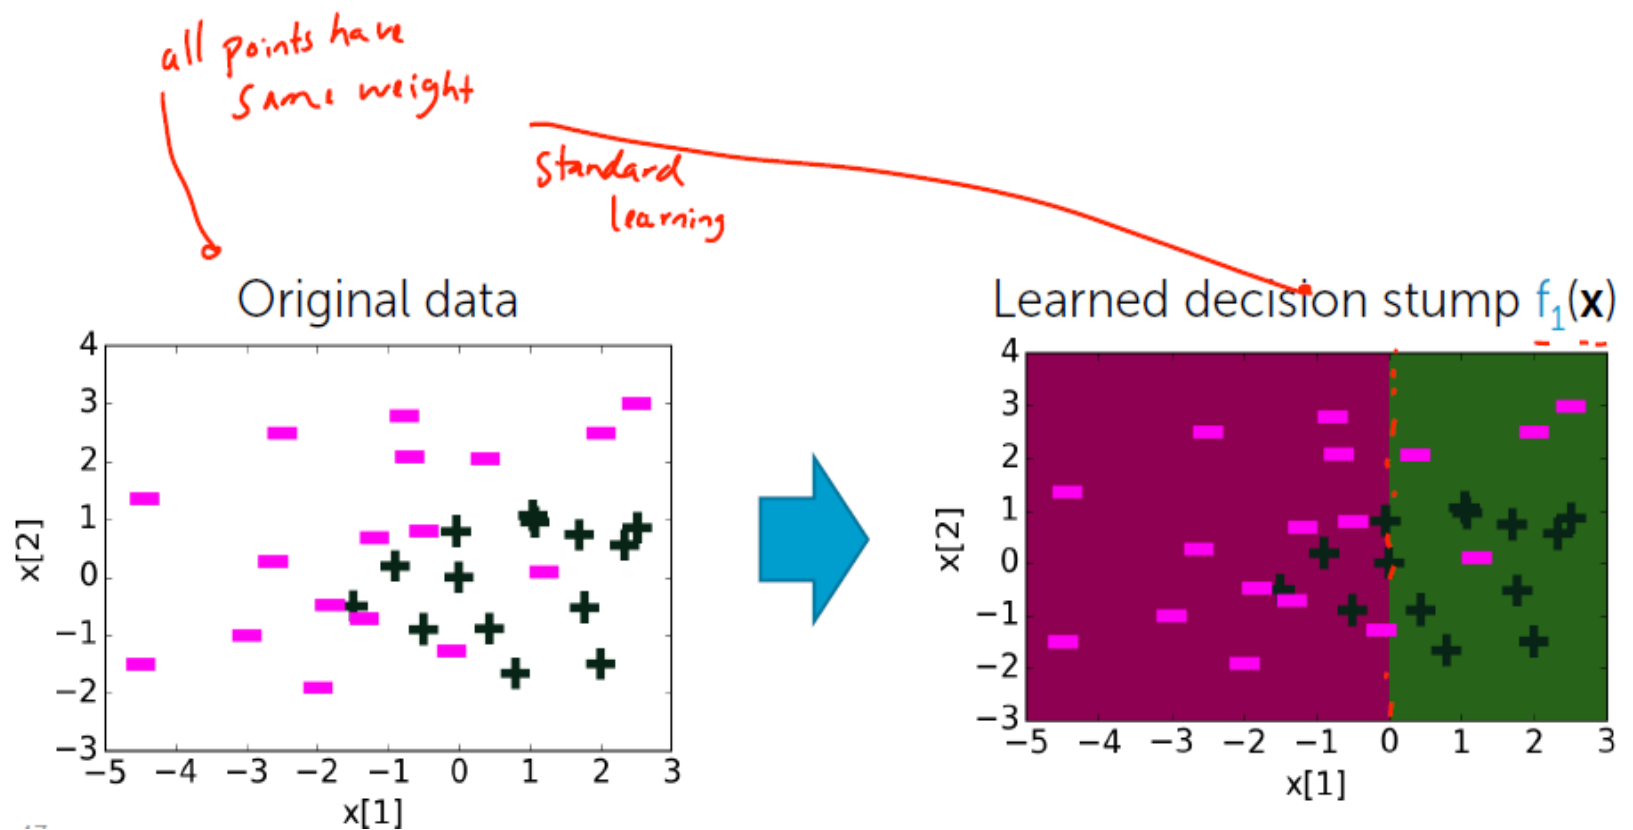 all points have
same weight
standard
learning
Original data
Learned decision stump f1(x)
4
3
2
1
0
−1
−2
−3
−5 −4 −3 −2 −1 0 1 2 3
x[1]
x[2]
4
3
2
1
0
−1
−2
−3
−5 −4 −3 −2 −1 0 1 2 3
x[1]
x[2]